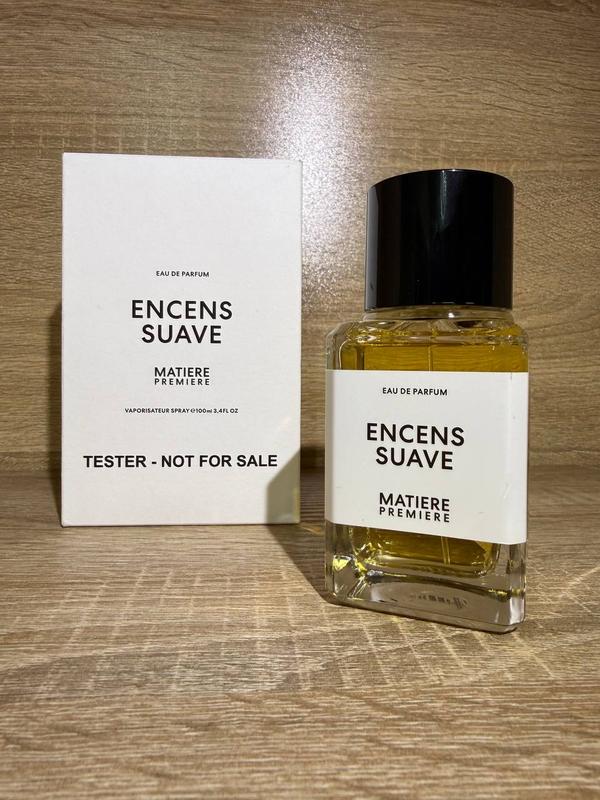 EAU DE PARFUM
ENCENS
SUAVE
MATIERE
PREMIERE
VAPORISATEUR SPRAY ℮100ml 3,4FL OZ
TESTER - NOT FOR SALE
EAU DE PARFUM
ENCENS
SUAVE
MATIERE
PREMIERE